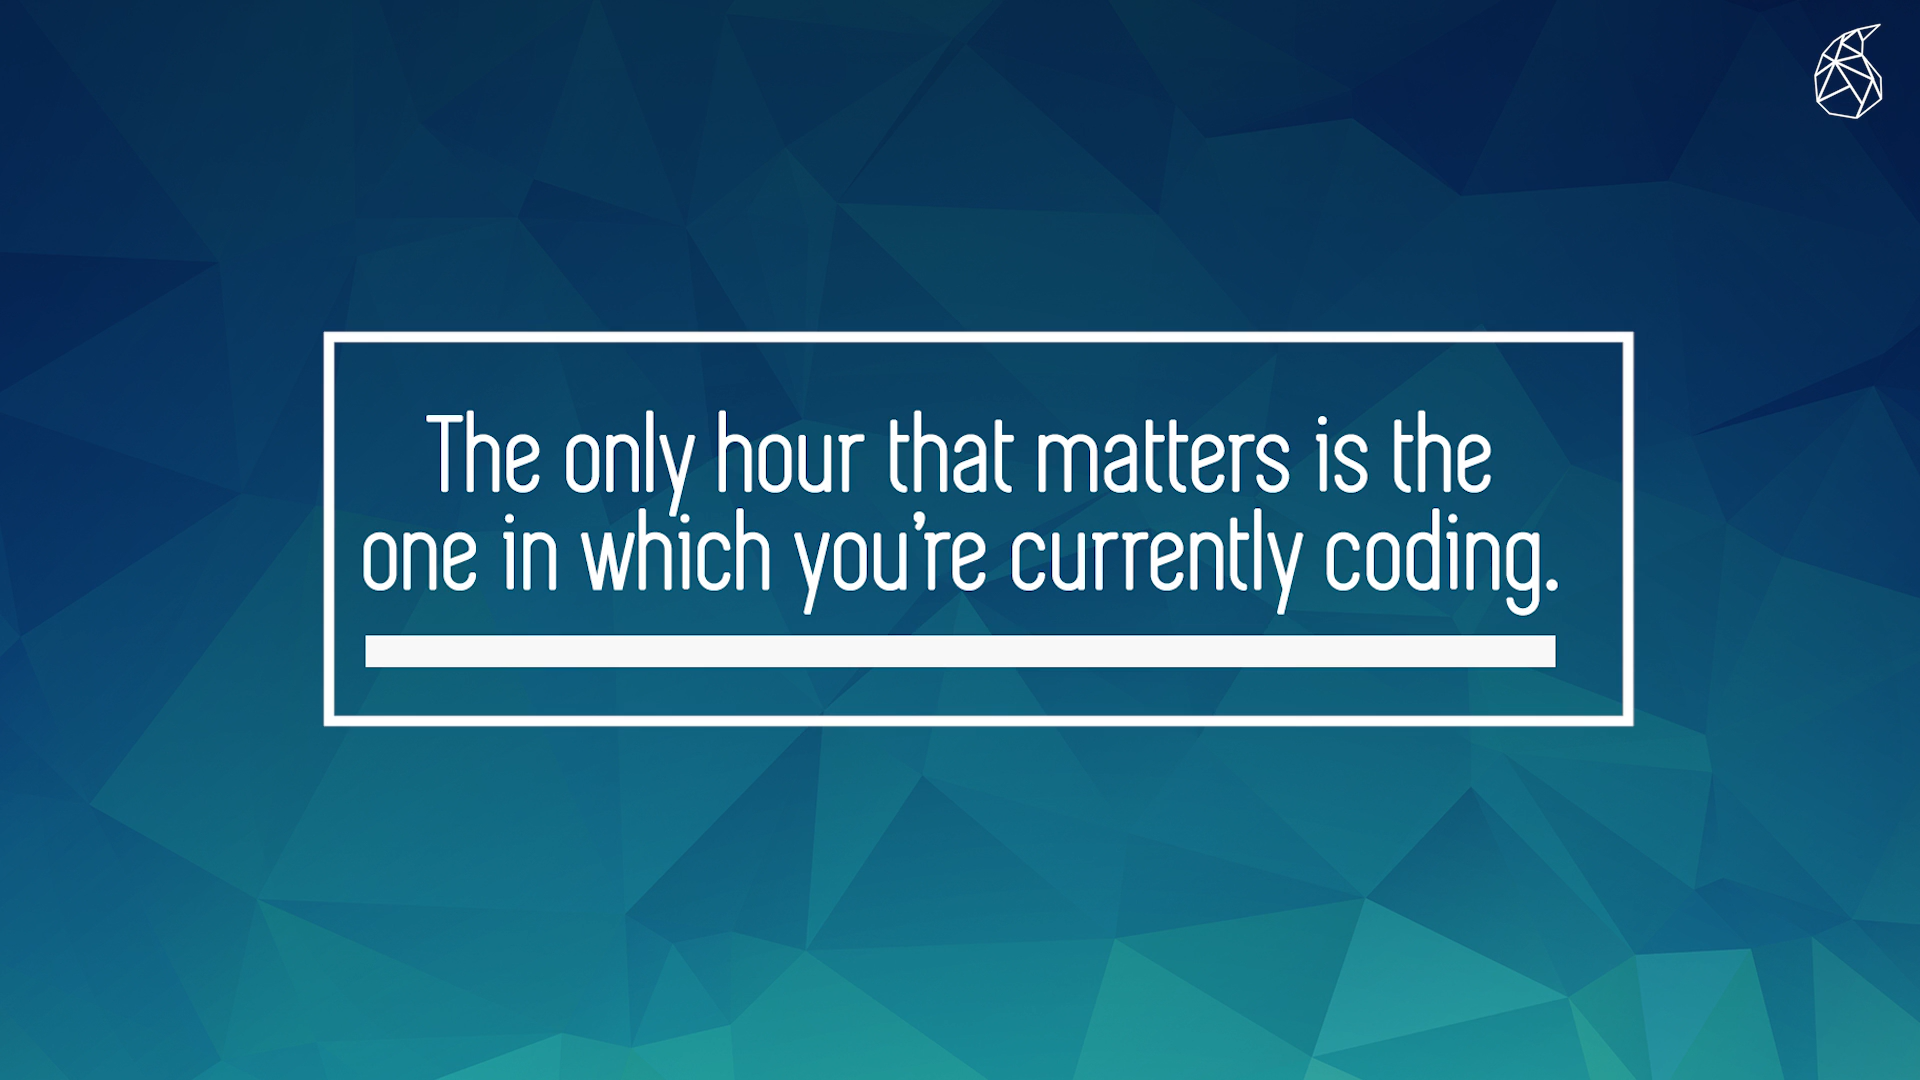 The only hour that matters is the
one in which you’re currently coding.